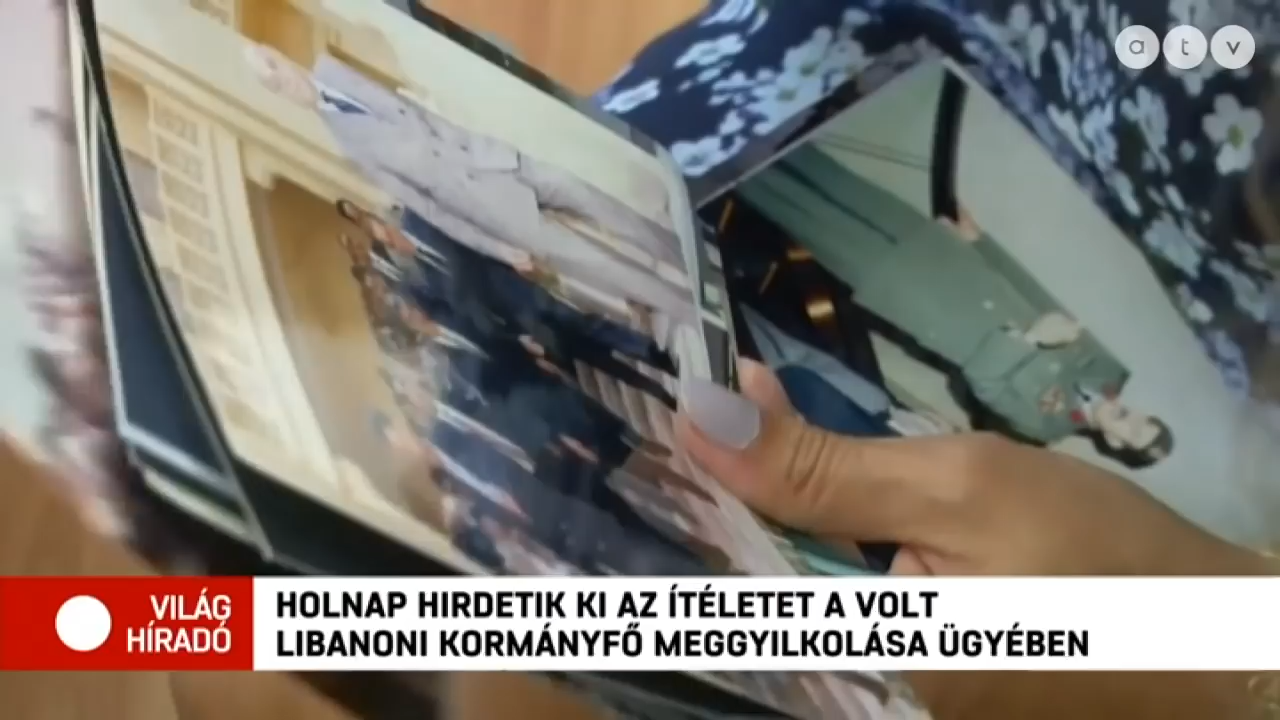 atv
VILÁG
HÍRADÓ
HOLNAP HIRDETIK KI AZ ÍTÉLETET A VOLT
LIBANONI KORMÁNYFŐ MEGGYILKOLÁSA ÜGYÉBEN